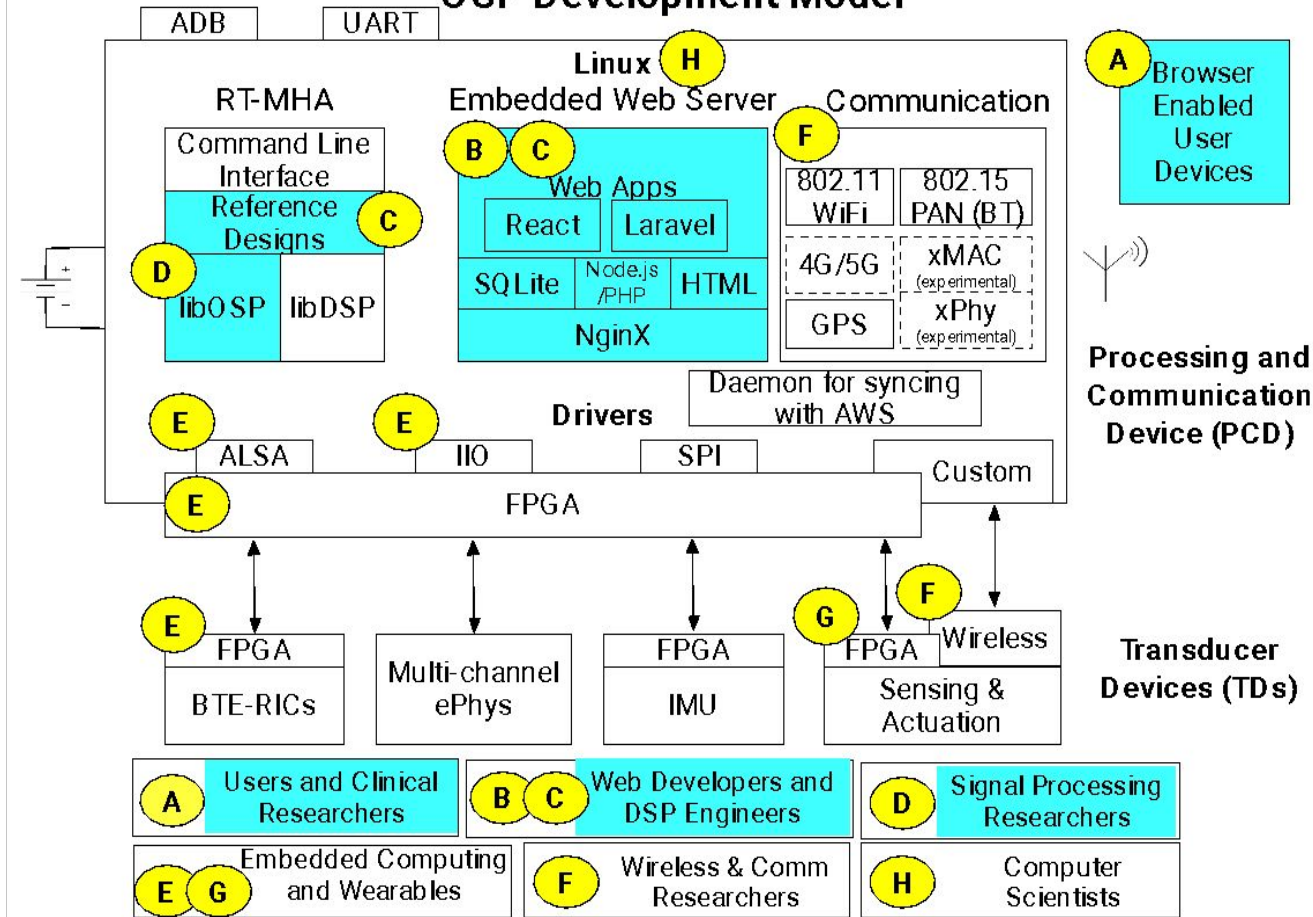 Development Model
ADB
UART
Linux
H
A
Browser
Enabled
User
Devices
RT-MHA
Embedded Web Server
Communication
Command Line
Interface
Reference
Designs
C
D
libOSP
libDSP
B
C
Web Apps
React
Laravel
SQLite
Node.js
/PHP
HTML
NginX
F
802.11
WiFi
802.15
PAN (BT)
4G/5G
xMAC
(experimental)
GPS
xPhy
(experimental)
+
−
Processing and
Communication
Device (PCD)
Daemon for syncing
with AWS
Drivers
E
ALSA
E
IIO
SPI
Custom
E
FPGA
E
FPGA
BTE-RICs
Multi-channel
ePhys
FPGA
IMU
G
F
FPGA
Wireless
Sensing &
Actuation
Transducer
Devices (TDs)
A
Users and Clinical
Researchers
B
C
Web Developers and
DSP Engineers
D
Signal Processing
Researchers
E
G
Embedded Computing
and Wearables
F
Wireless & Comm
Researchers
H
Computer
Scientists